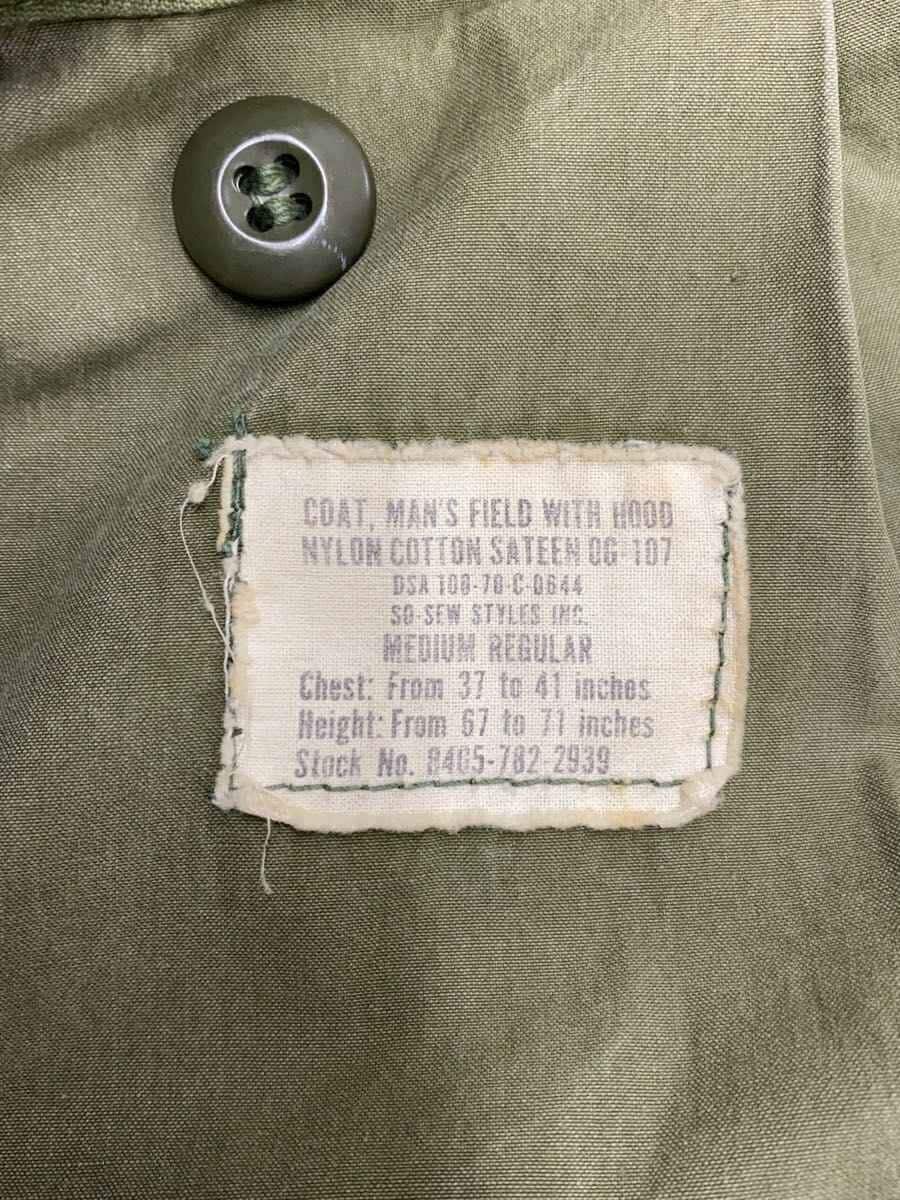 COAT, MAN'S FIELD WITH HOOD
NYLON COTTON SATEEN OG-107
DSA 100-70-C-0644
SO-SEW STYLES INC.
MEDIUM REGULAR
Chest: From 37 to 41 inches
Height: From 67 to 71 inches
Stock No. 8405-782-2939